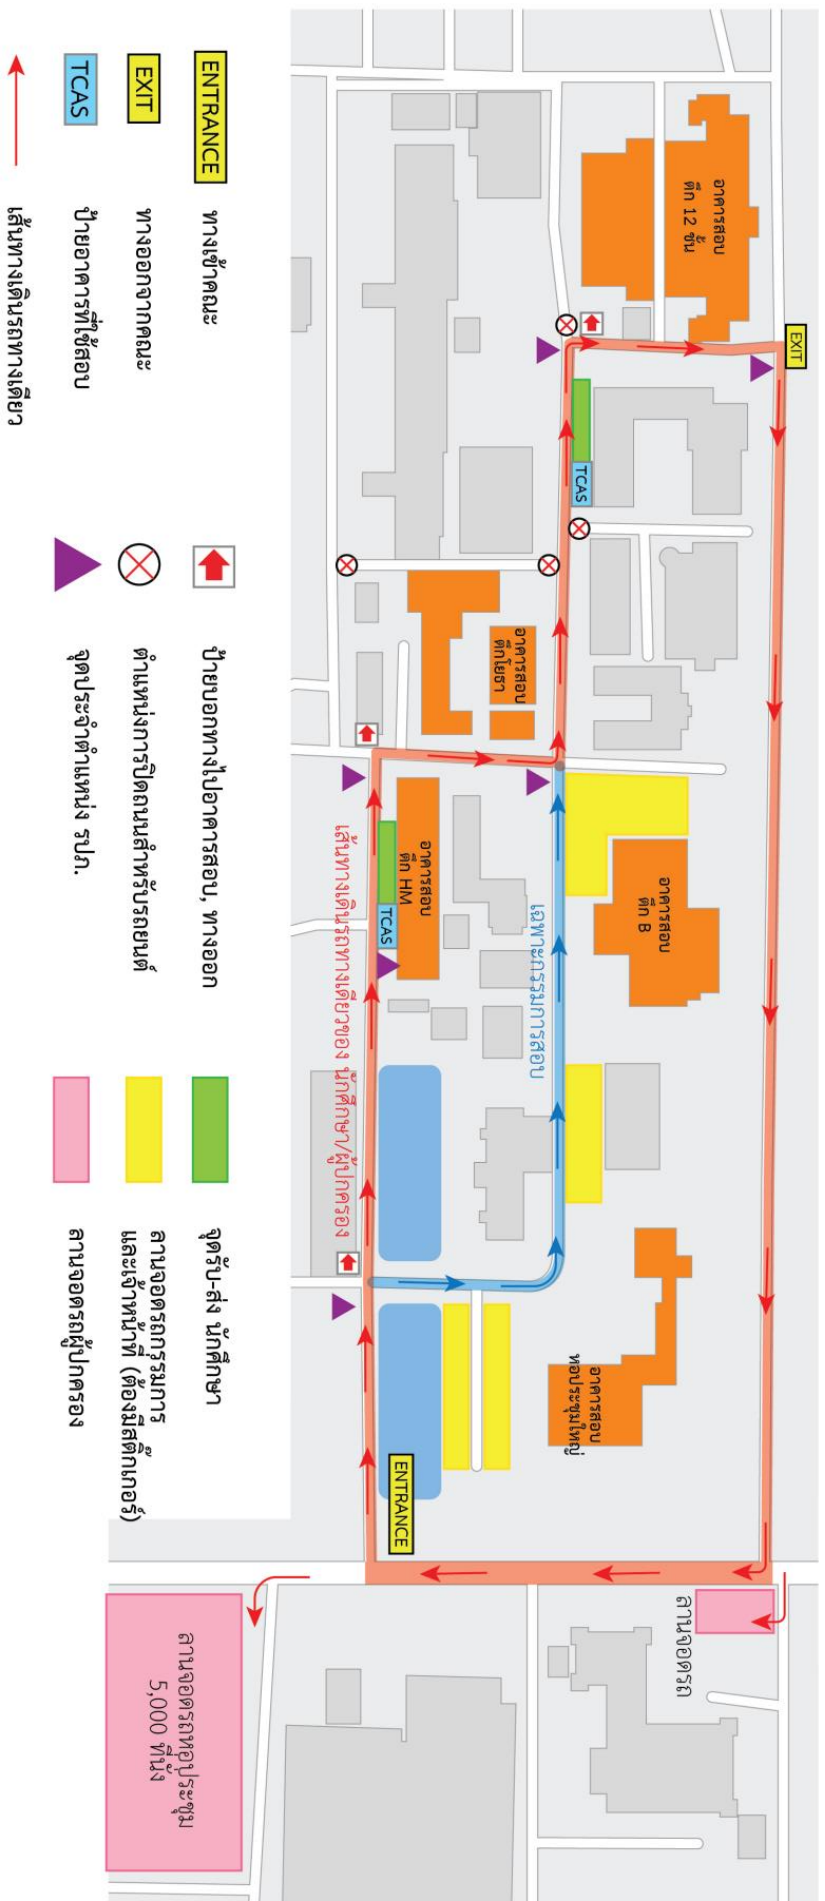 อาคารสอบ
ตึก 12 ชั้น
EXIT
TCAS
อาคารสอบ
ตึกโยธา
อาคารสอบ
ตึก B
อาคารสอบ
ตึก HM
TCAS
เฉพาะกรรมการสอบ
เส้นทางเดินรถทางเดียวของ นักศึกษา/ผู้ปกครอง
อาคารสอบ
หอประชุมใหญ่
ENTRANCE
ลานจอดรถ
ลานจอดรถหอประชุม
5,000 ที่นั่ง
ENTRANCE ทางเข้าคณะ
EXIT ทางออกจากคณะ
TCAS ป้ายอาคารที่ใช้สอบ
เส้นทางเดินรถทางเดียว
ป้ายบอกทางไปอาคารสอบ, ทางออก
ตำแหน่งการปิดถนนสำหรับรถยนต์
จุดประจำตำแหน่ง รปภ.
จุดรับ-ส่ง นักศึกษา
ลานจอดรถกรรมการ
และเจ้าหน้าที่ (ต้องมีสติ๊กเกอร์)
ลานจอดรถผู้ปกครอง